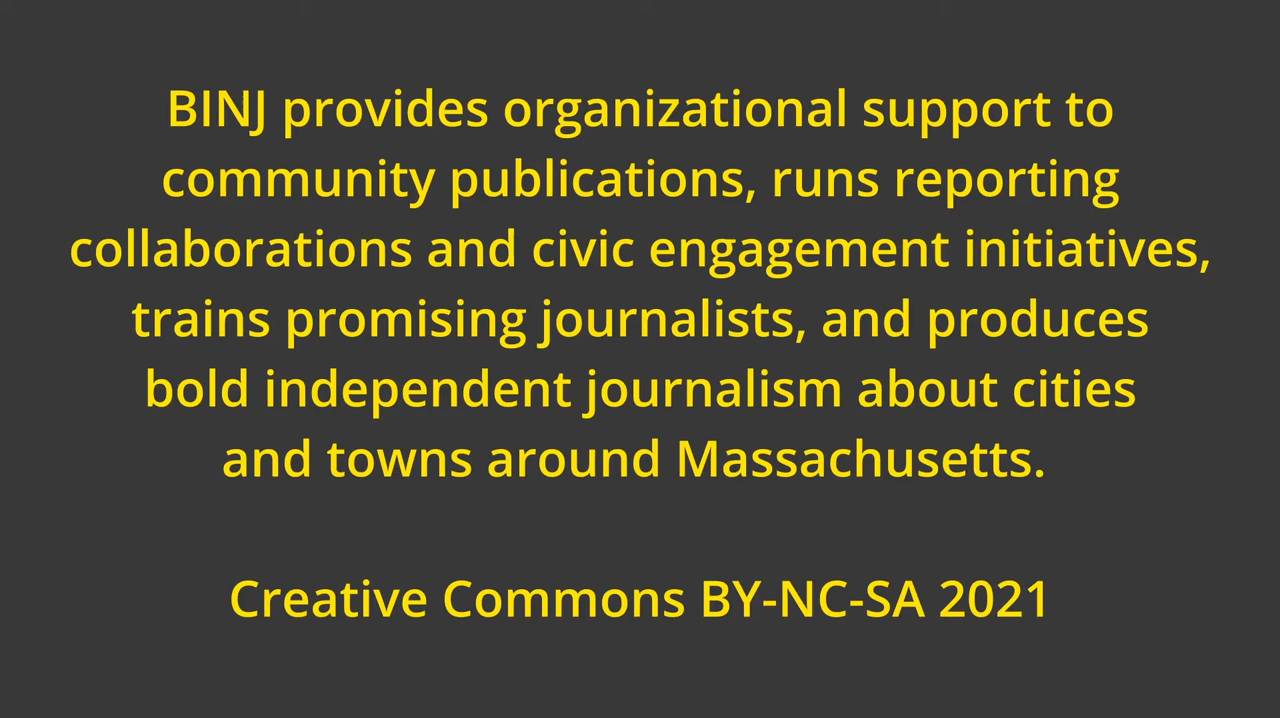 BINJ provides organizational support to
community publications, runs reporting
collaborations and civic engagement initiatives,
trains promising journalists, and produces
bold independent journalism about cities
and towns around Massachusetts.
Creative Commons BY-NC-SA 2021